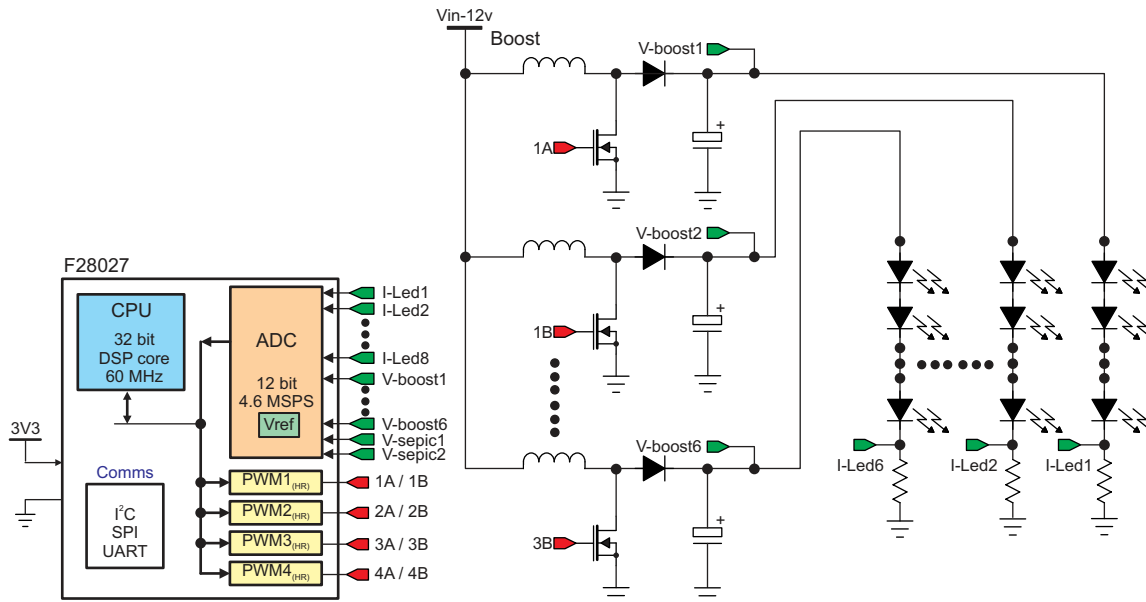 Vin-12v
Boost
V-boost1
1A
V-boost2
1B
V-boost6
3B
I-Led6
I-Led2
I-Led1
F28027
CPU
32 bit
DSP core
60 MHz
ADC
12 bit
4.6 MSPS
Vref
I-Led1
I-Led2
I-Led8
V-boost1
V-boost6
V-sepic1
V-sepic2
3V3
Comms
I²C
SPI
UART
PWM1(HR)
1A / 1B
PWM2(HR)
2A / 2B
PWM3(HR)
3A / 3B
PWM4(HR)
4A / 4B
+
+
+